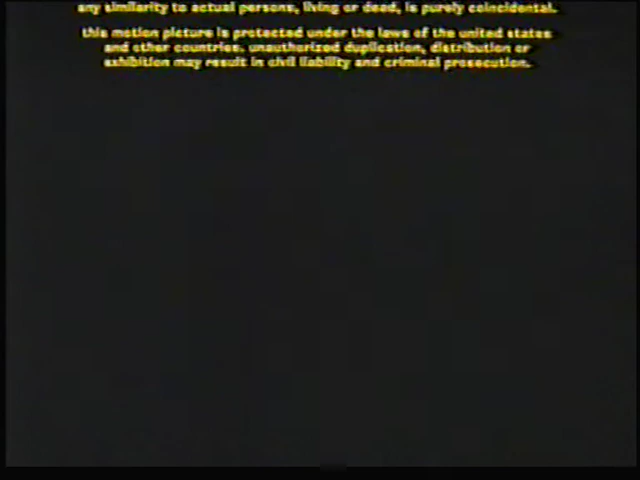 any similarity to actual persons, living or dead, is purely coincidental.
this motion picture is protected under the laws of the united states
and other countries. unauthorized duplication, distribution or
exhibition may result in civil liability and criminal prosecution.